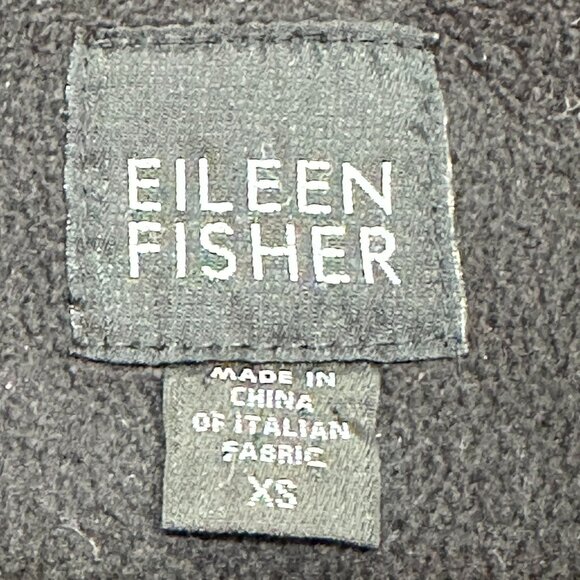 EILEEN
FISHER
MADE IN
CHINA
OF ITALIAN
FABRIC
XS